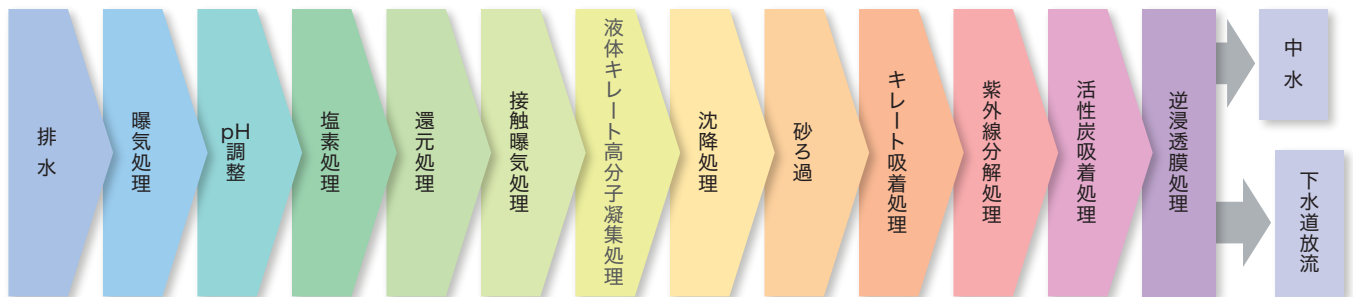 排水
曝気処理
pH
調整
塩素処理
還元処理
接触曝気処理
液体キレート高分子凝集処理
沈降処理
砂ろ過
キレート吸着処理
紫外線分解処理
活性炭吸着処理
逆浸透膜処理
中水
下水道放流